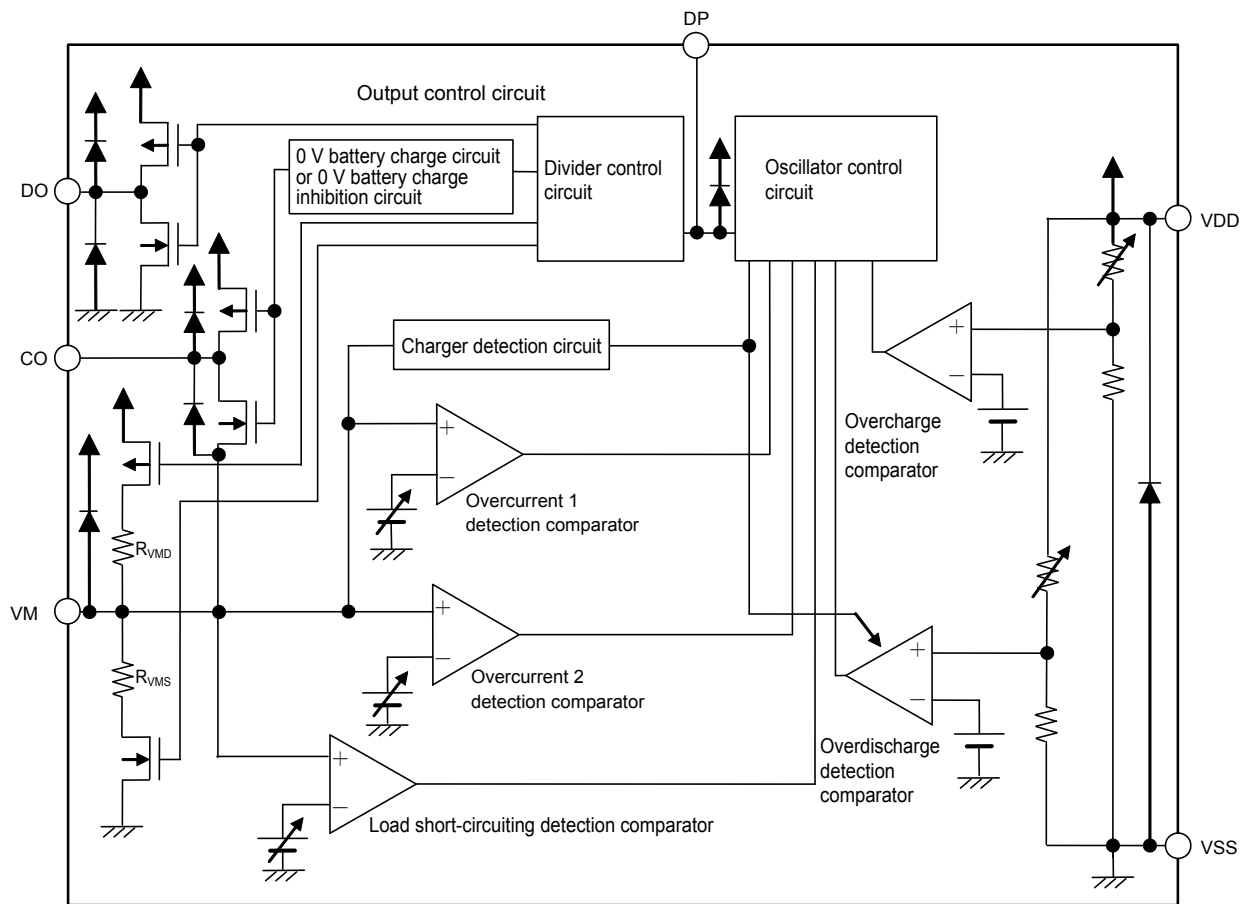 DP
Output control circuit
0 V battery charge circuit
or 0 V battery charge
inhibition circuit
Divider control
circuit
Oscillator control
circuit
DO
VDD
CO
Charger detection circuit
+
−
Overcharge
detection
comparator
+
−
Overcurrent 1
detection comparator
RVMD
VM
+
−
Overcurrent 2
detection comparator
RVMS
+
−
Overdischarge
detection
comparator
+
−
Load short-circuiting detection comparator
VSS